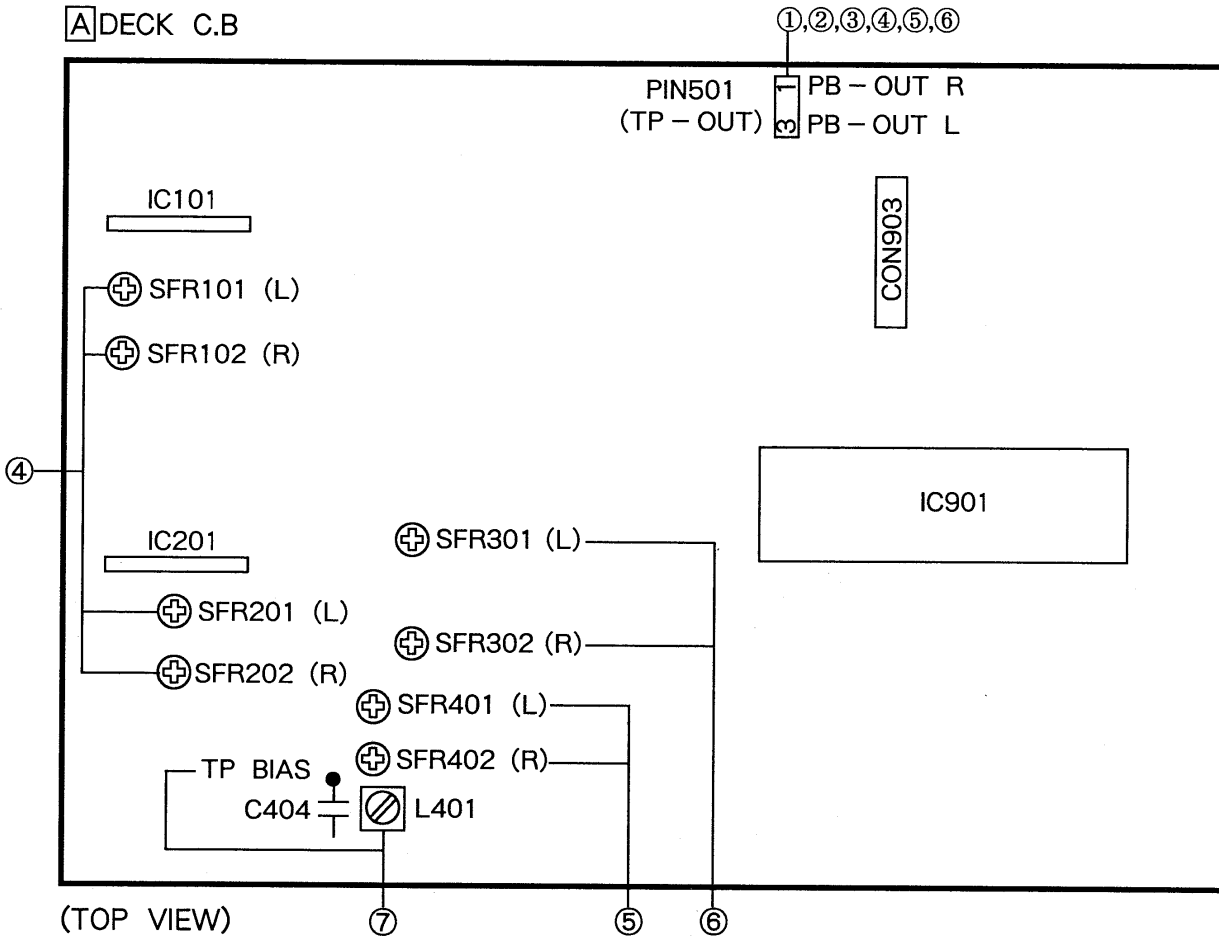 A DECK C.B
①,②,③,④,⑤,⑥
PIN501
(TP – OUT)
1 PB – OUT R
3 PB – OUT L
IC101
CON903
SFR101 (L)
SFR102 (R)
④
IC901
IC201
SFR301 (L)
SFR201 (L)
SFR302 (R)
SFR202 (R)
SFR401 (L)
SFR402 (R)
TP BIAS
C404
L401
(TOP VIEW)
⑦
⑤
⑥